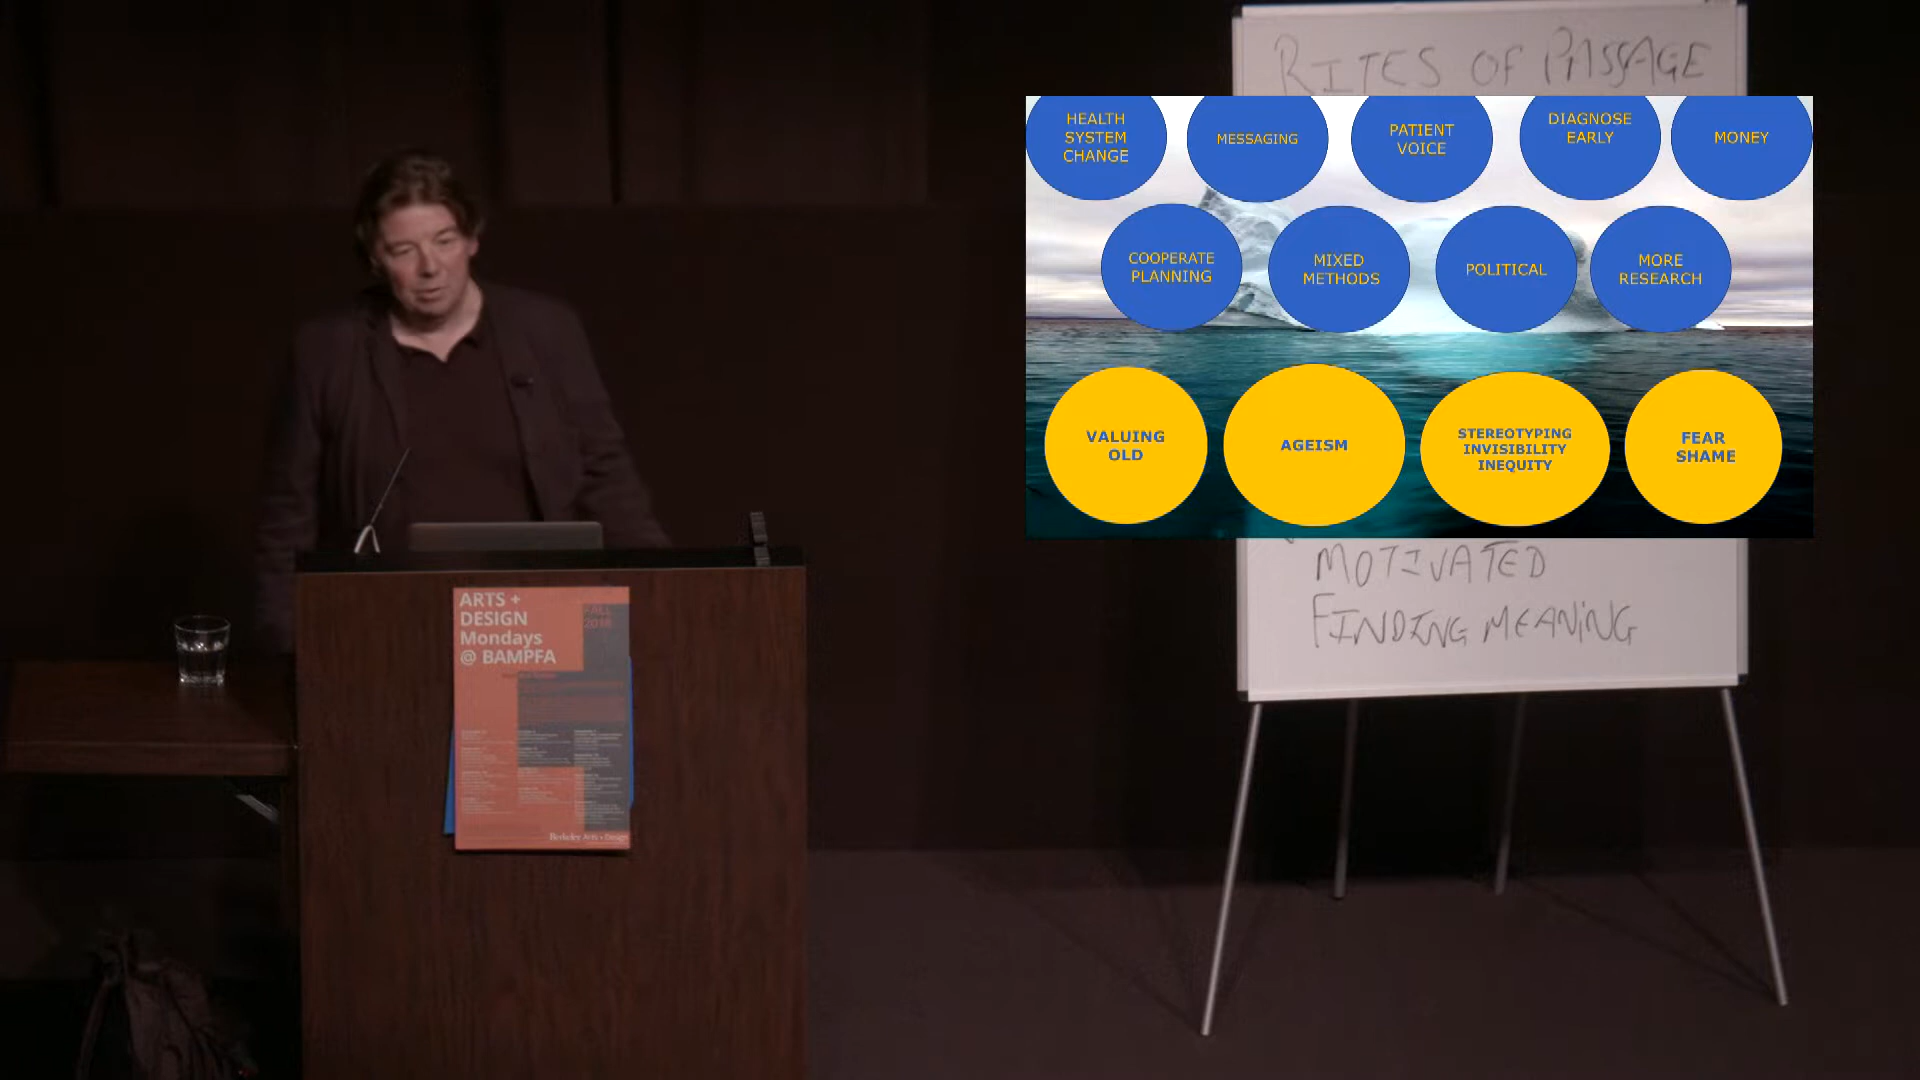 RITES OF PASSAGE
HEALTH
SYSTEM
CHANGE
MESSAGING
PATIENT
VOICE
DIAGNOSE
EARLY
MONEY
COOPERATE
PLANNING
MIXED
METHODS
POLITICAL
MORE
RESEARCH
VALUING
OLD
AGEISM
STEREOTYPING
INVISIBILITY
INEQUITY
FEAR
SHAME
MOTIVATED
FINDING MEANING
ARTS +
DESIGN
Mondays
@ BAMPFA
FALL
2018
Berkeley Arts + Design